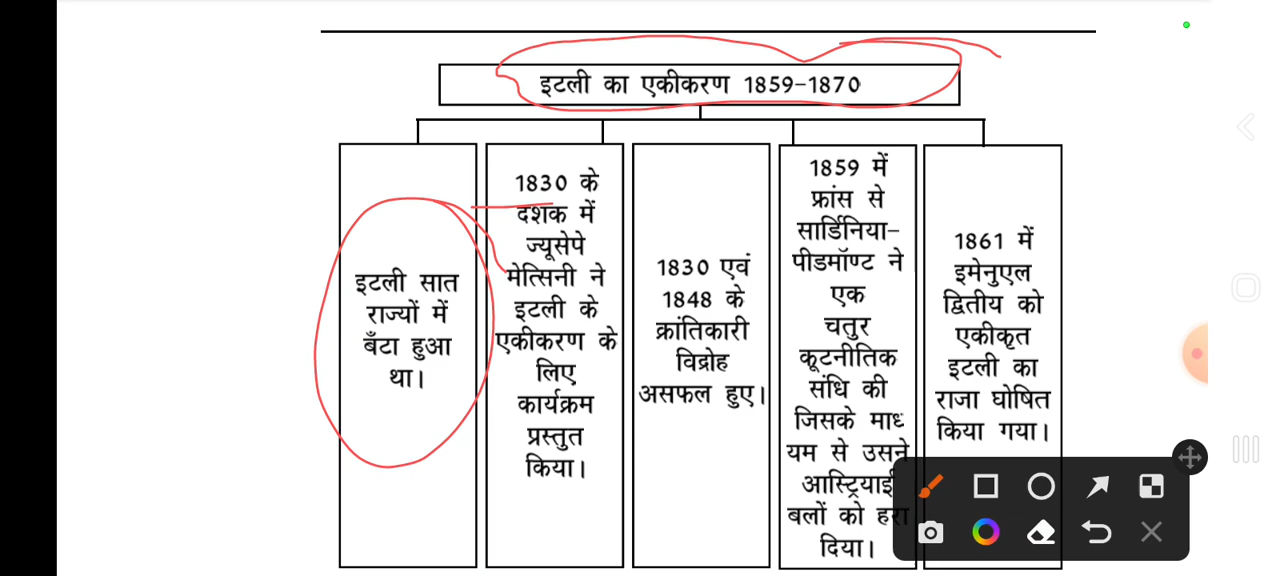 इटली का एकीकरण 1859-1870
इटली सात
राज्यों में
बँटा हुआ
था।
1830 के
दशक में
ज्यूसेपे
मेत्सिनी ने
इटली के
एकीकरण के
लिए
कार्यक्रम
प्रस्तुत
किया।
1830 एवं
1848 के
क्रांतिकारी
विद्रोह
असफल हुए।
1859 में
फ्रांस से
सार्डिनिया-
पीडमॉण्ट ने
एक
चतुर
कूटनीतिक
संधि की
जिसके माध
यम से उसने
आस्ट्रियाई
बलों को हरा
दिया।
1861 में
इमेनुएल
द्वितीय को
एकीकृत
इटली का
राजा घोषित
किया गया।